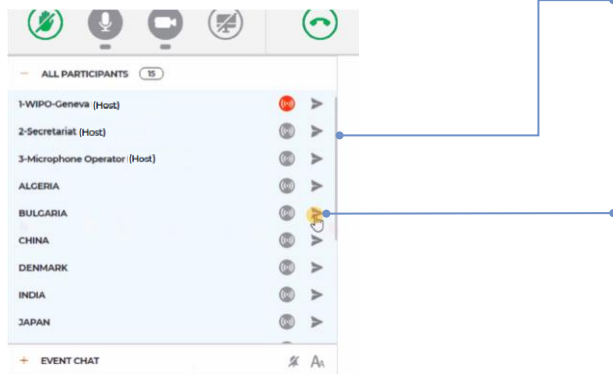 ALL PARTICIPANTS 15
1-WIPO-Geneva (Host)
2-Secretariat (Host)
3-Microphone Operator (Host)
ALGERIA
BULGARIA
CHINA
DENMARK
INDIA
JAPAN
EVENT CHAT AA